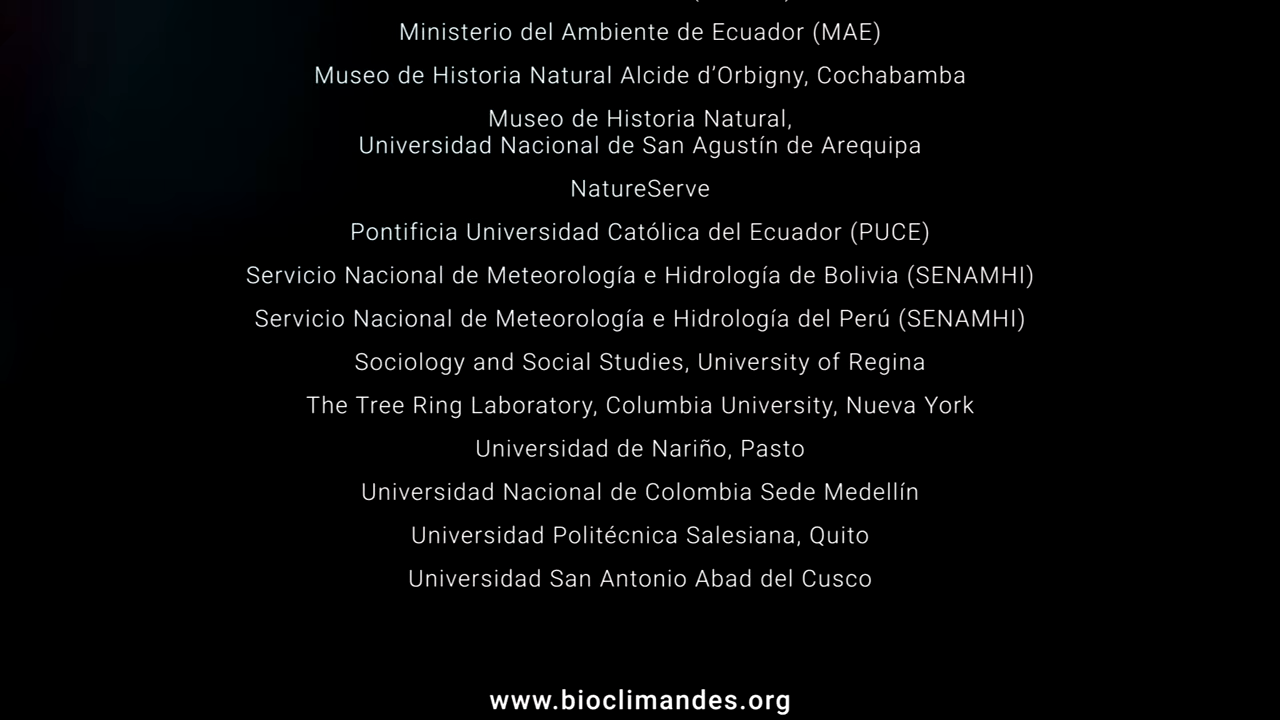 Ministerio del Ambiente de Ecuador (MAE)
Museo de Historia Natural Alcide d’Orbigny, Cochabamba
Museo de Historia Natural,
Universidad Nacional de San Agustín de Arequipa
NatureServe
Pontificia Universidad Católica del Ecuador (PUCE)
Servicio Nacional de Meteorología e Hidrología de Bolivia (SENAMHI)
Servicio Nacional de Meteorología e Hidrología del Perú (SENAMHI)
Sociology and Social Studies, University of Regina
The Tree Ring Laboratory, Columbia University, Nueva York
Universidad de Nariño, Pasto
Universidad Nacional de Colombia Sede Medellín
Universidad Politécnica Salesiana, Quito
Universidad San Antonio Abad del Cusco
www.bioclimandes.org